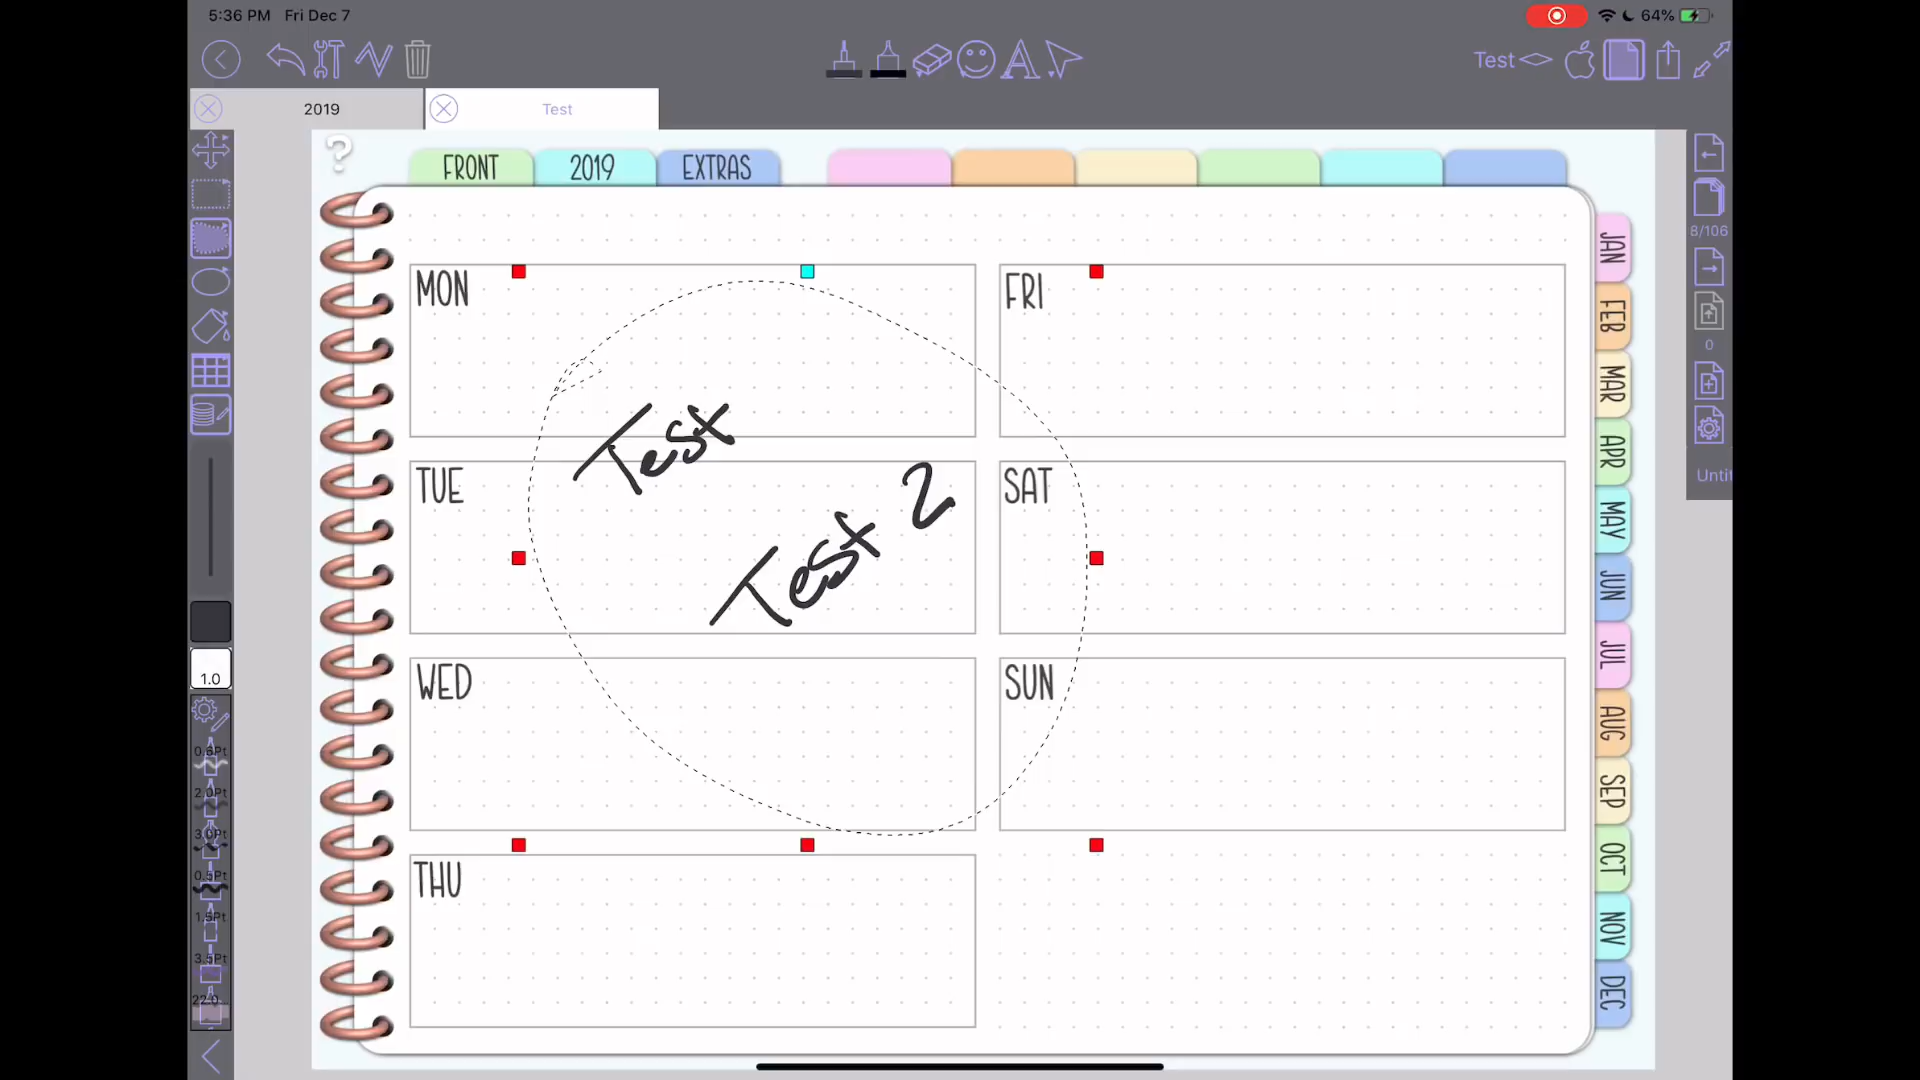 5:36 PM Fri Dec 7
64%
Test
2019
Test
?
FRONT
2019
EXTRAS
8/106
0
MON
FRI
Test
TUE
Test 2
SAT
WED
SUN
THU
JAN
FEB
MAR
APR
MAY
JUN
JUL
AUG
SEP
OCT
NOV
DEC
Unti
1.0
2.0Pt
3.0Pt
0.5Pt
1.5Pt
3.5Pt
22.0